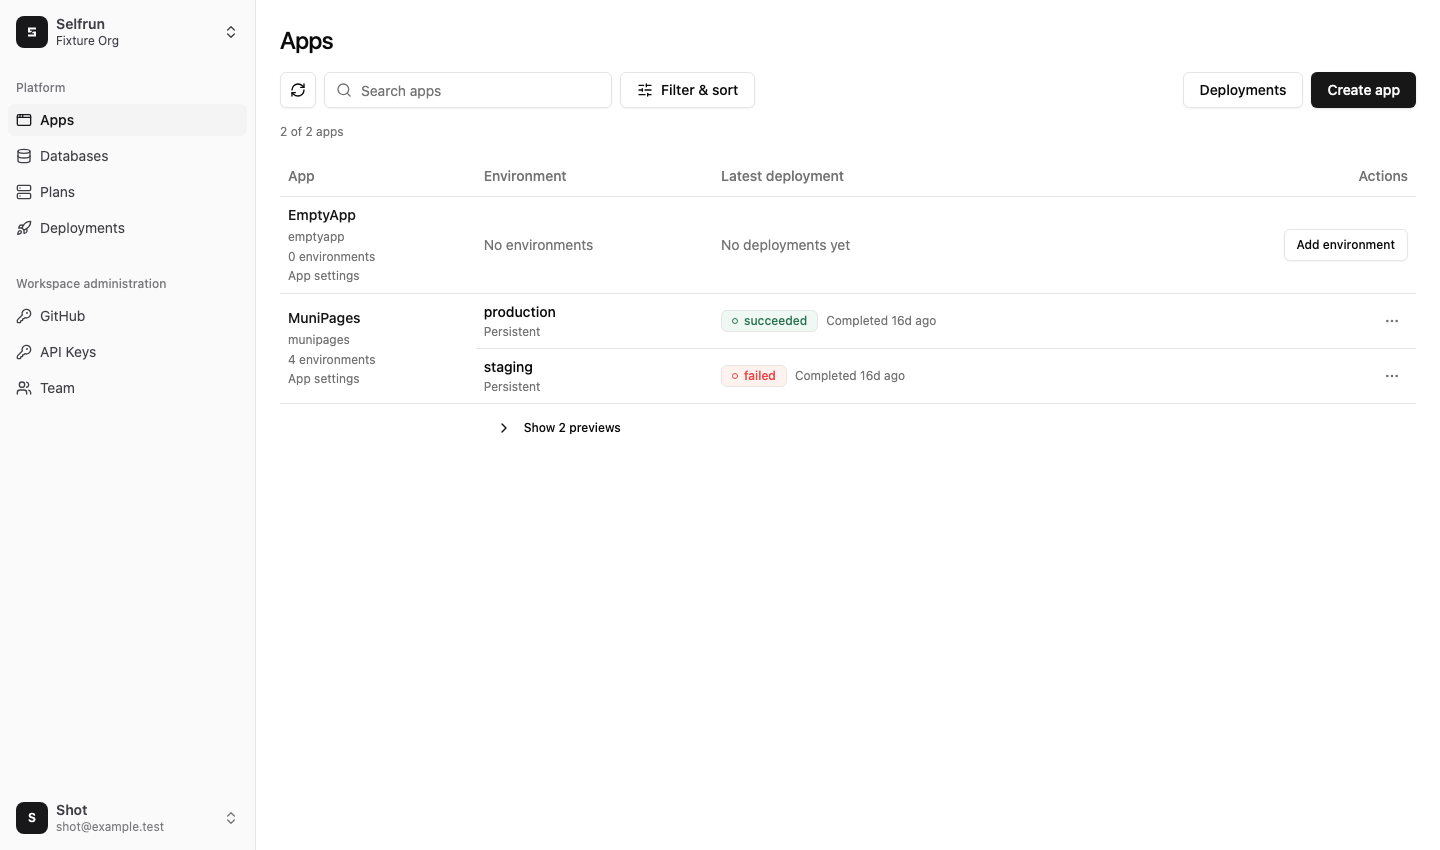 Selfrun
Fixture Org
Platform
Apps
Databases
Plans
Deployments
Workspace administration
GitHub
API Keys
Team
S
Shot
shot@example.test
Apps
Search apps
Filter & sort
Deployments
Create app
2 of 2 apps
App Environment Latest deployment Actions
EmptyApp
emptyapp
0 environments
App settings
No environments
No deployments yet
Add environment
MuniPages
munipages
4 environments
App settings
production
Persistent
succeeded Completed 16d ago
staging
Persistent
failed Completed 16d ago
Show 2 previews